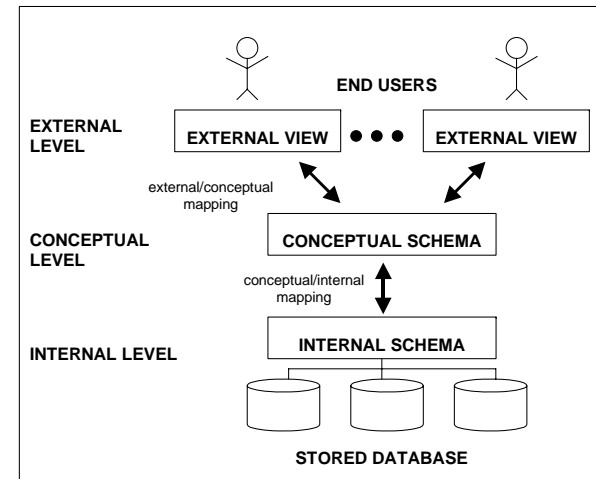 END USERS
EXTERNAL
LEVEL
EXTERNAL VIEW
EXTERNAL VIEW
external/conceptual
mapping
CONCEPTUAL
LEVEL
CONCEPTUAL SCHEMA
conceptual/internal
mapping
INTERNAL LEVEL
INTERNAL SCHEMA
STORED DATABASE